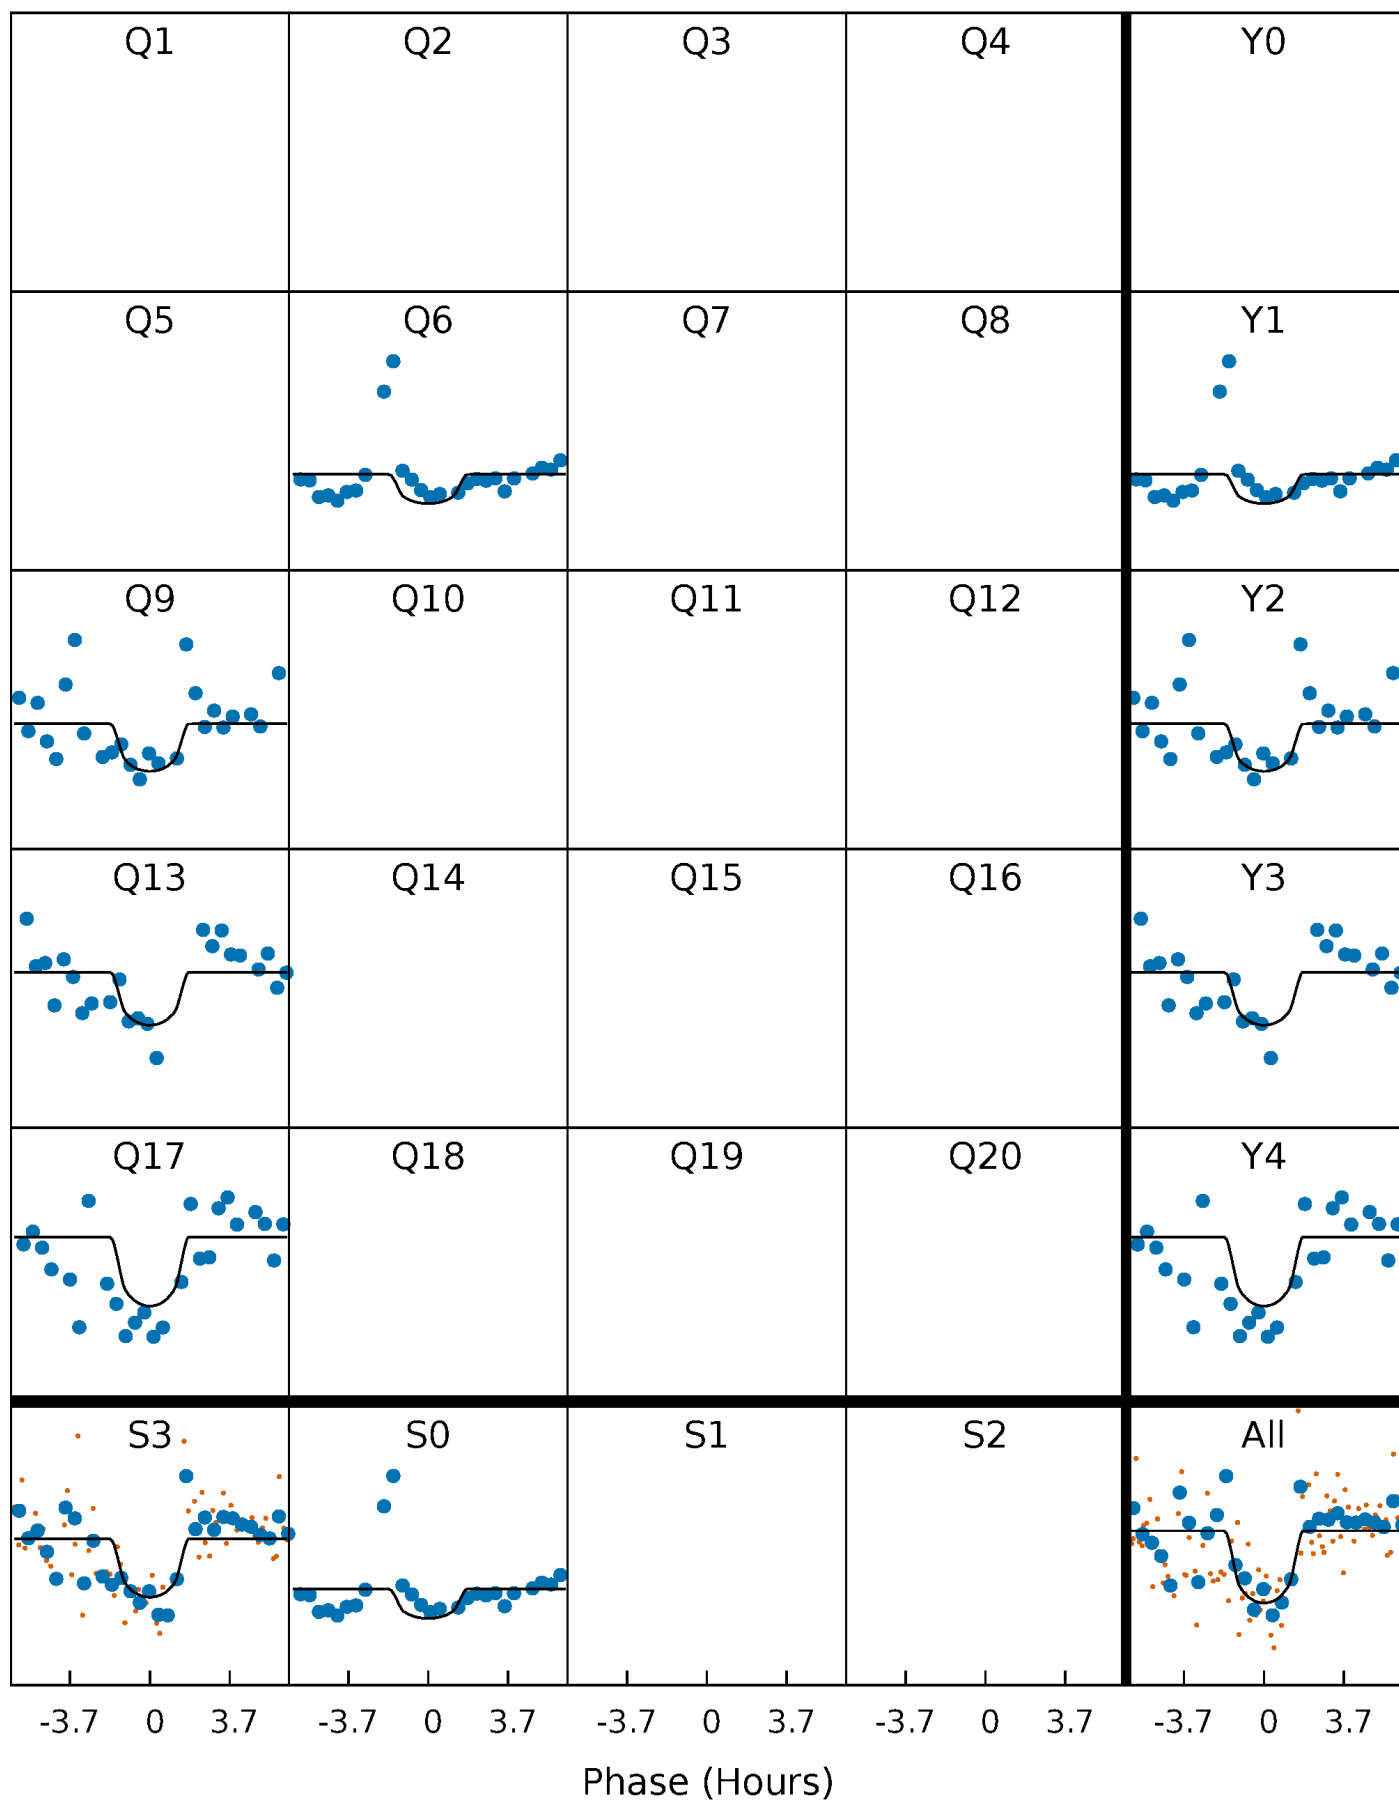 Q1 Q2 Q3 Q4 Y0
Q5 Q6 Q7 Q8 Y1
Q9 Q10 Q11 Q12 Y2
Q13 Q14 Q15 Q16 Y3
Q17 Q18 Q19 Q20 Y4
S3 S0 S1 S2 All
-3.7 0 3.7 -3.7 0 3.7 -3.7 0 3.7 -3.7 0 3.7 -3.7 0 3.7
Phase (Hours)